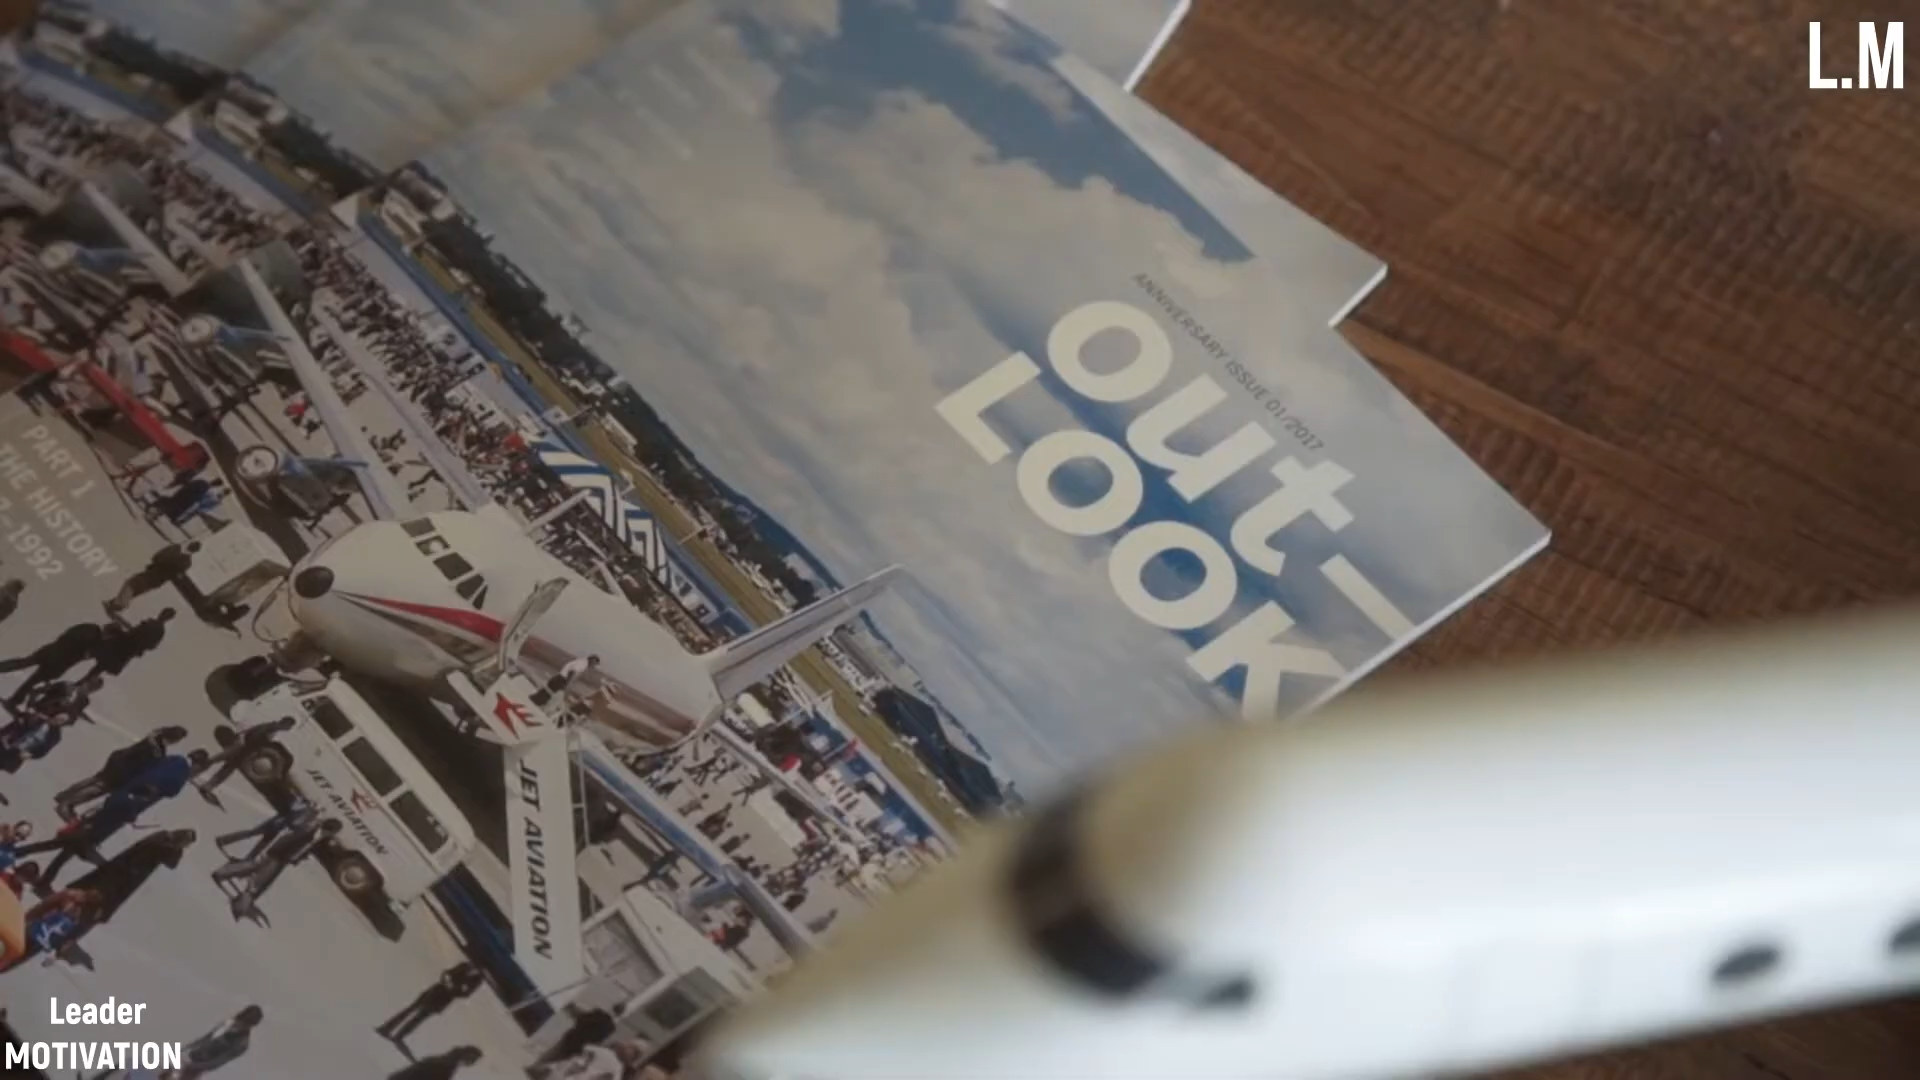 L.M
ANNIVERSARY ISSUE 01/2017
out–
LOOK
PART 1
THE HISTORY
-1992
JET AVIATION
JET AVIATION
Leader
MOTIVATION